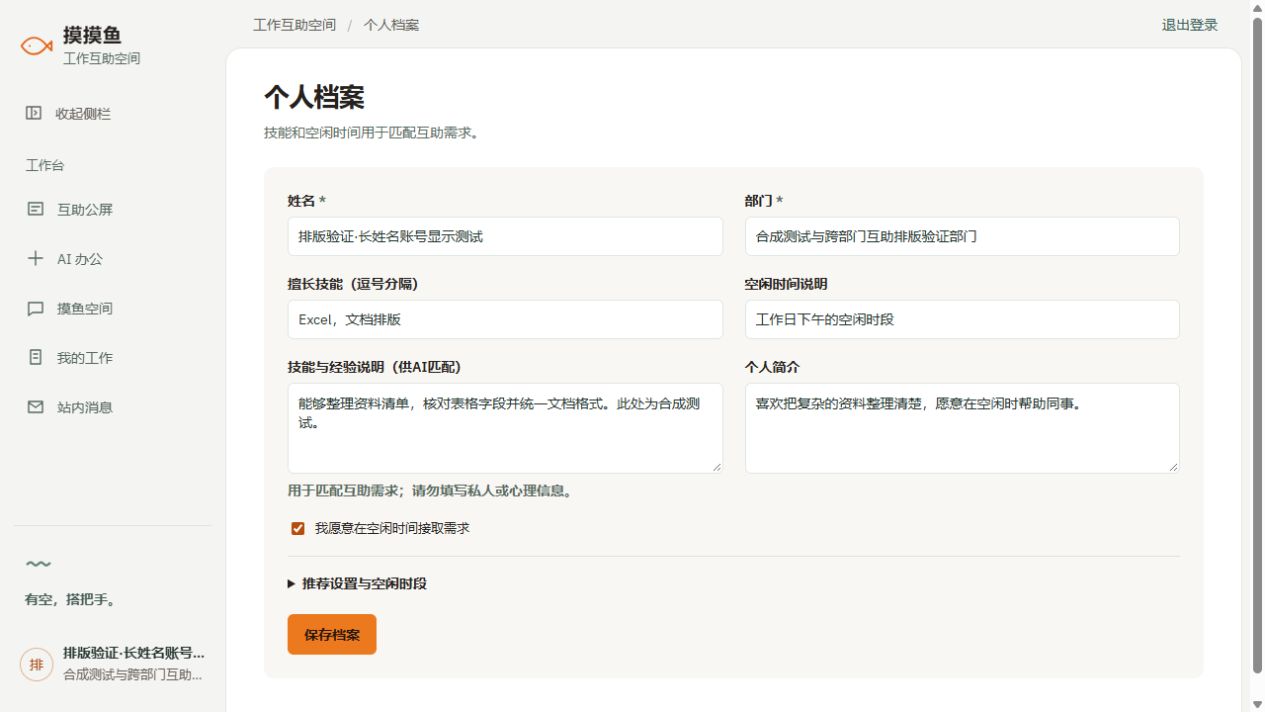 摸摸鱼
工作互助空间
收起侧栏
工作台
互助公屏
AI 办公
摸鱼空间
我的工作
站内消息
有空，搭把手。
排
排版验证·长姓名账号...
合成测试与跨部门互助...
工作互助空间 / 个人档案
退出登录
个人档案
技能和空闲时间用于匹配互助需求。
姓名 *
排版验证·长姓名账号显示测试
部门 *
合成测试与跨部门互助排版验证部门
擅长技能（逗号分隔）
Excel，文档排版
空闲时间说明
工作日下午的空闲时段
技能与经验说明（供AI匹配）
能够整理资料清单，核对表格字段并统一文档格式。此处为合成测
试。
用于匹配互助需求；请勿填写私人或心理信息。
个人简介
喜欢把复杂的资料整理清楚，愿意在空闲时帮助同事。
我愿意在空闲时间接取需求
推荐设置与空闲时段
保存档案